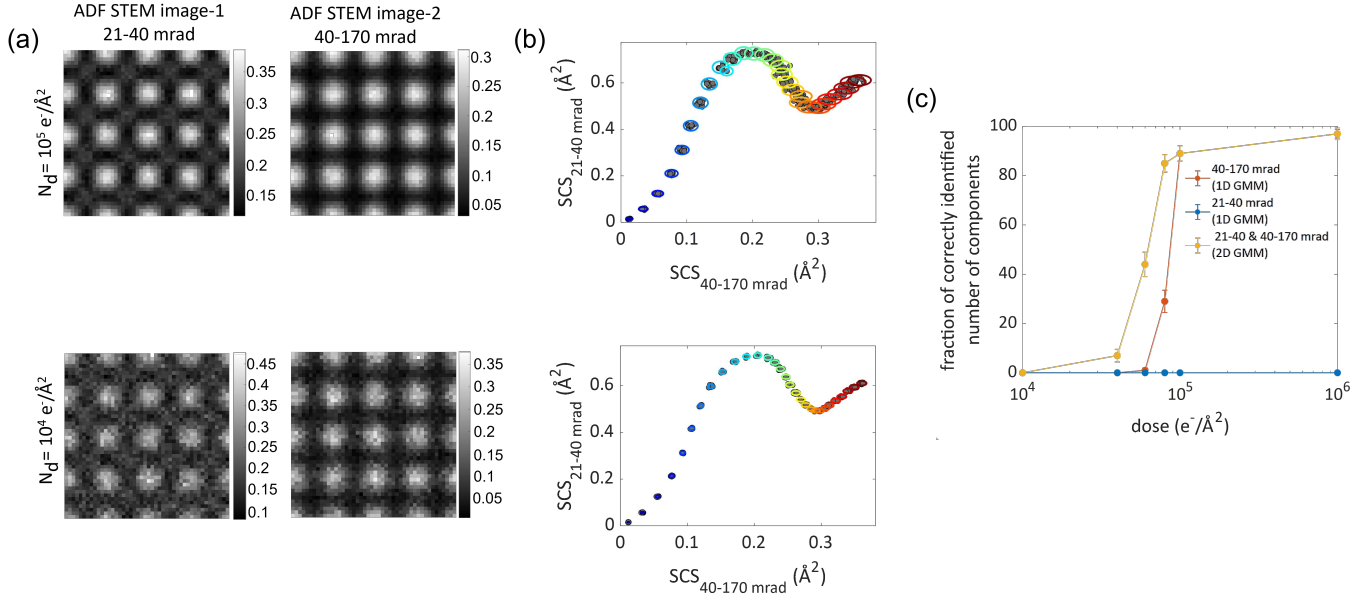 (a)
ADF STEM image-1
21-40 mrad
ADF STEM image-2
40-170 mrad
N_d = 10^5 e^-/Å^2
0.35
0.3
0.25
0.2
0.15
0.3
0.25
0.2
0.15
0.1
0.05
N_d = 10^4 e^-/Å^2
0.45
0.4
0.35
0.3
0.25
0.2
0.15
0.1
0.35
0.3
0.25
0.2
0.15
0.1
0.05
(b)
SCS_21-40 mrad (Å^2)
0.6
0.4
0.2
0
0 0.1 0.2 0.3
SCS_40-170 mrad (Å^2)
SCS_21-40 mrad (Å^2)
0.6
0.4
0.2
0
0 0.1 0.2 0.3
SCS_40-170 mrad (Å^2)
(c)
fraction of correctly identified
number of components
100
80
60
40
20
0
10^4 10^5 10^6
dose (e^-/Å^2)
40-170 mrad
(1D GMM)
21-40 mrad
(1D GMM)
21-40 & 40-170 mrad
(2D GMM)